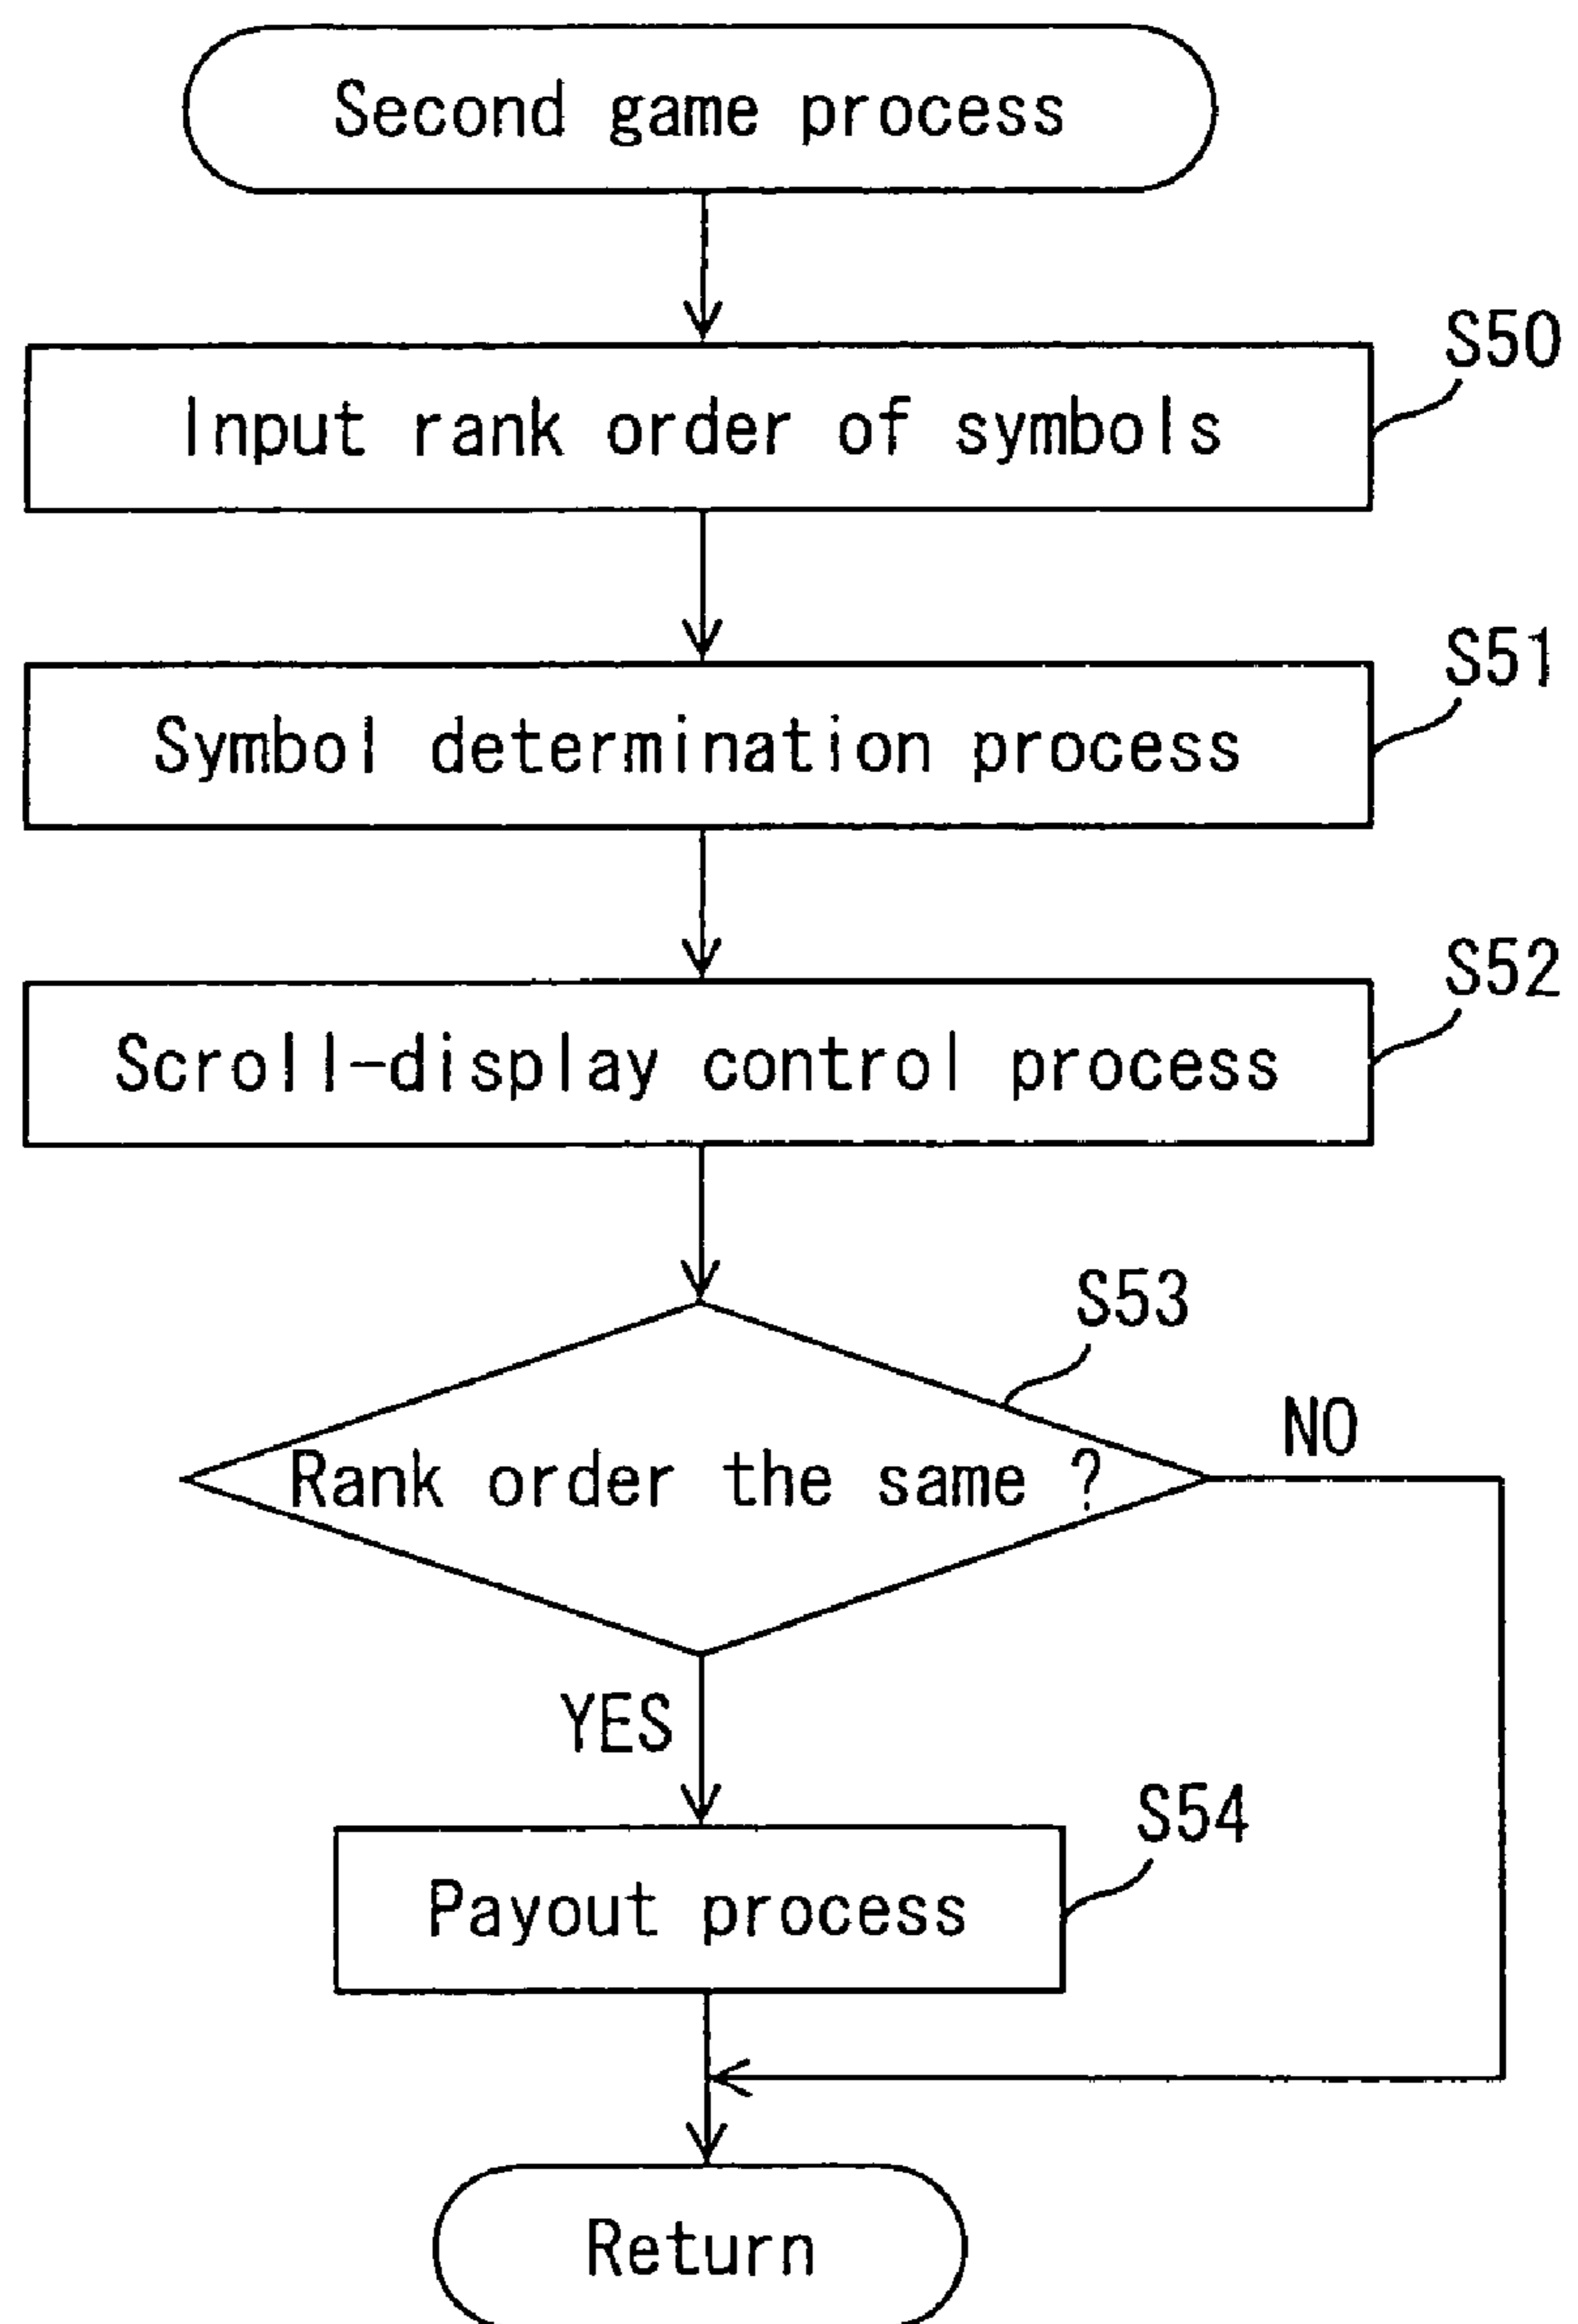 Second game process
S50
Input rank order of symbols
S51
Symbol determination process
S52
Scroll-display control process
S53
NO
Rank order the same ?
YES
S54
Payout process
Return